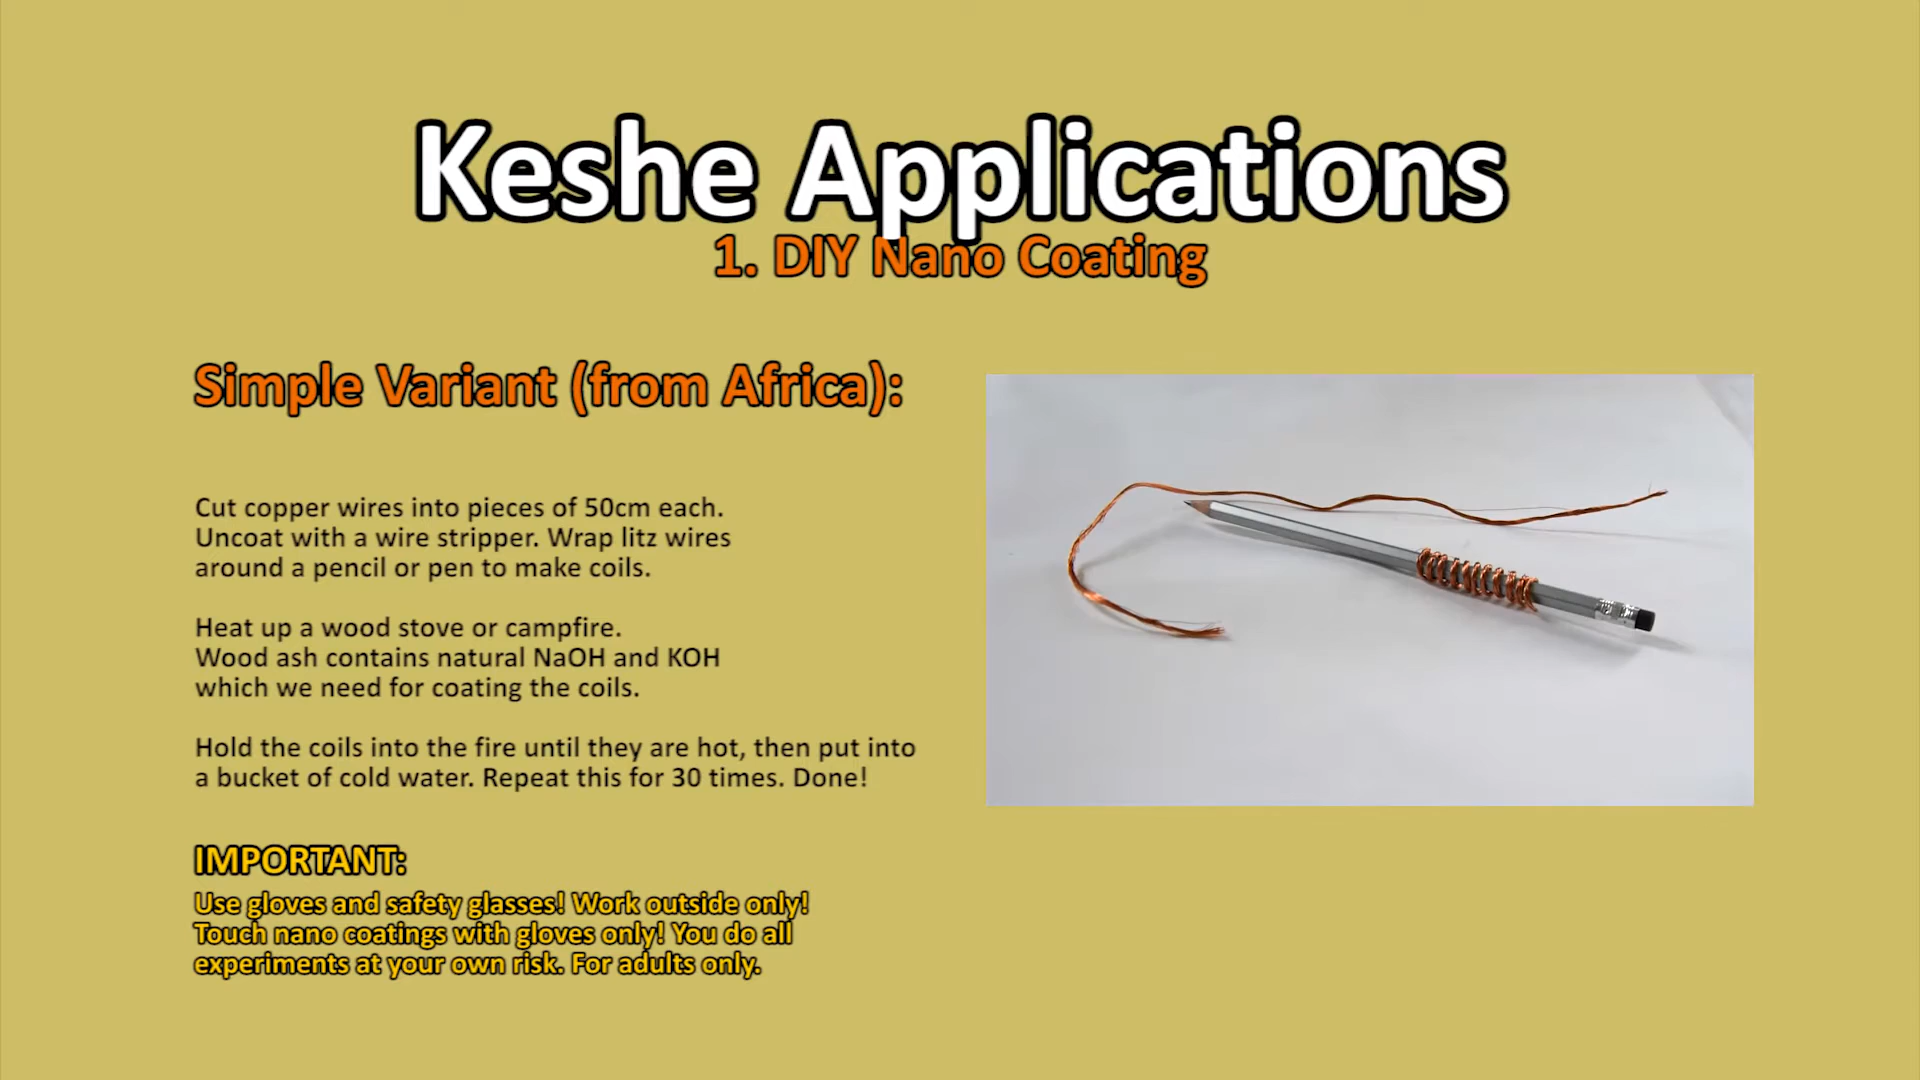 Keshe Applications
1. DIY Nano Coating
Simple Variant (from Africa):
Cut copper wires into pieces of 50cm each.
Uncoat with a wire stripper. Wrap litz wires
around a pencil or pen to make coils.
Heat up a wood stove or campfire.
Wood ash contains natural NaOH and KOH
which we need for coating the coils.
Hold the coils into the fire until they are hot, then put into
a bucket of cold water. Repeat this for 30 times. Done!
IMPORTANT:
Use gloves and safety glasses! Work outside only!
Touch nano coatings with gloves only! You do all
experiments at your own risk. For adults only.